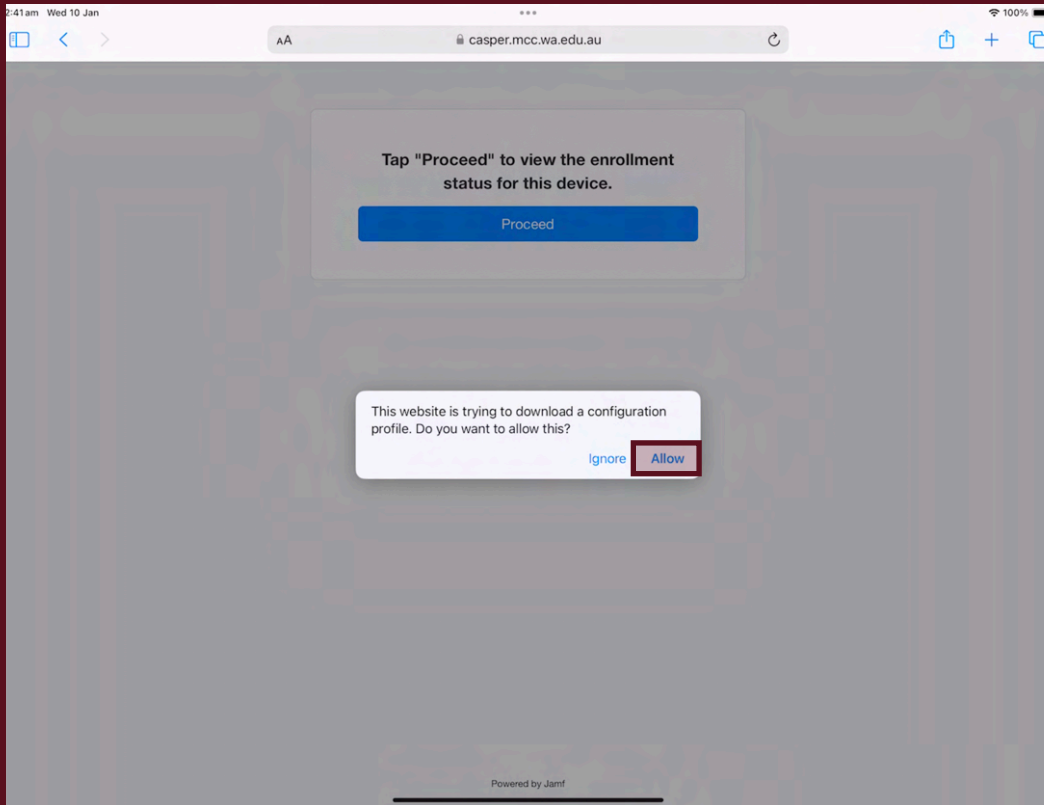 2:41am Wed 10 Jan
100%
AA
casper.mcc.wa.edu.au
Tap "Proceed" to view the enrollment
status for this device.
Proceed
This website is trying to download a configuration
profile. Do you want to allow this?
Ignore
Allow
Powered by Jamf